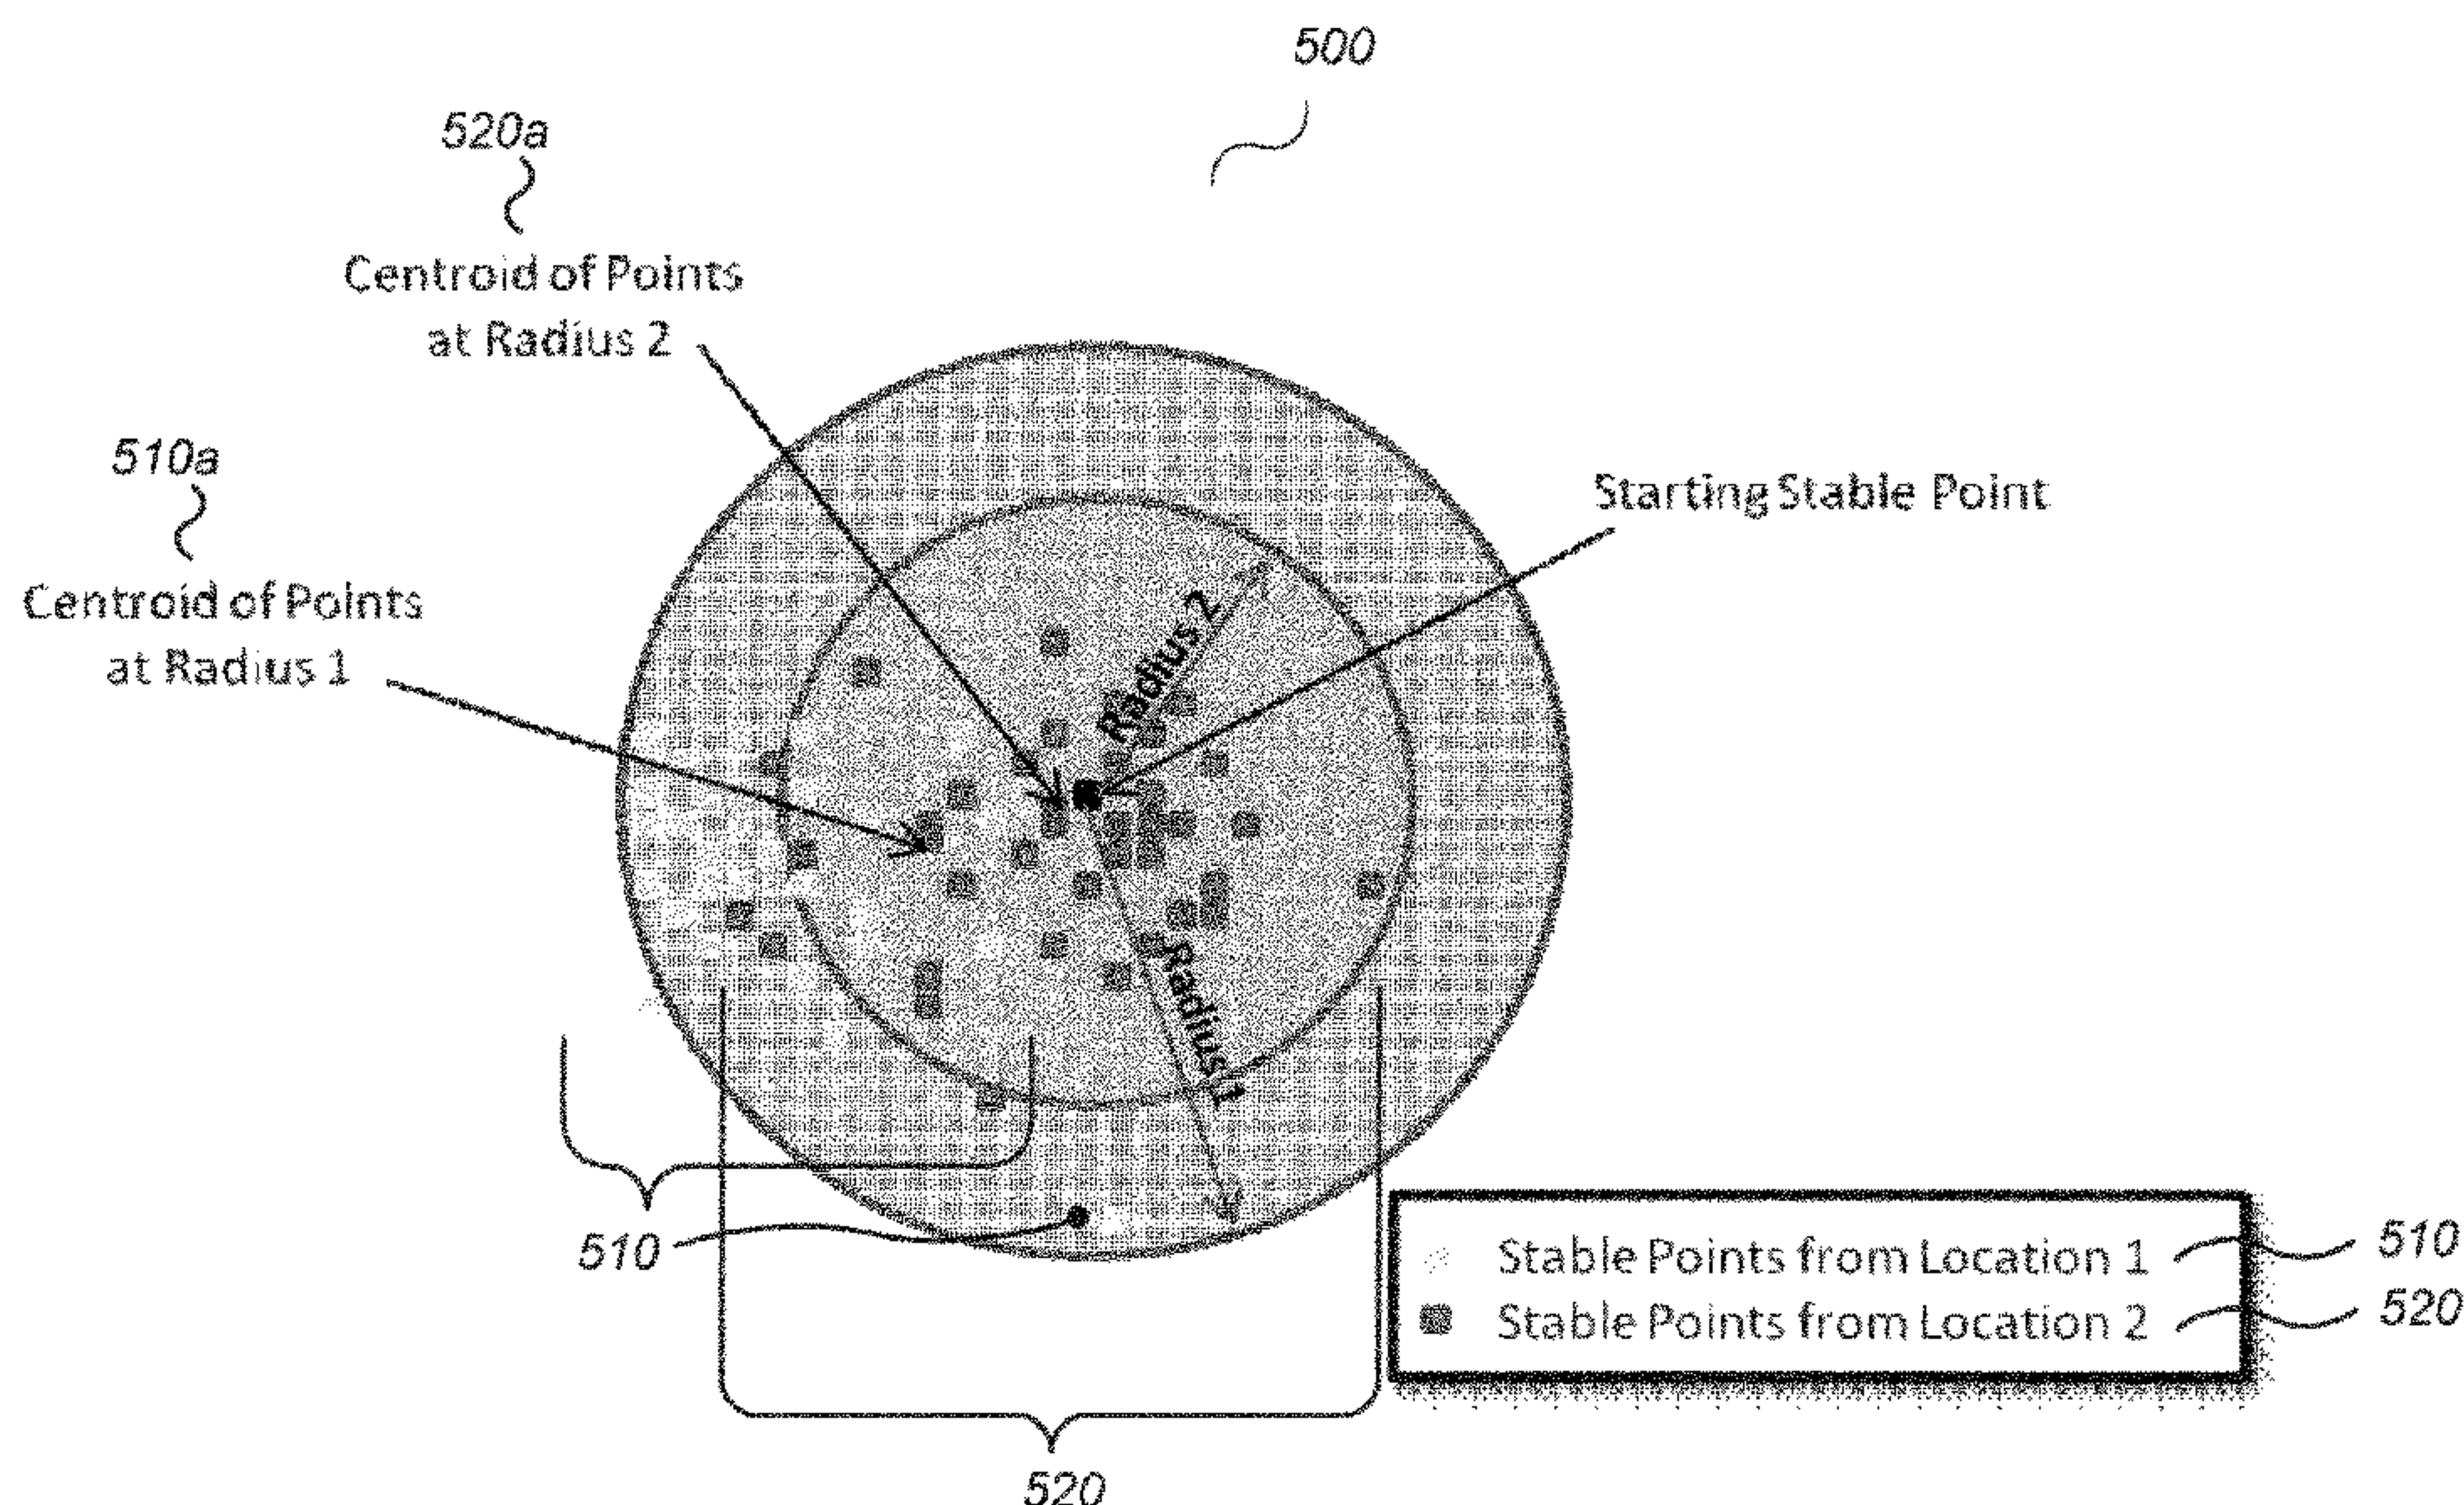 500
520a
Centroid of Points
at Radius 2
510a
Centroid of Points
at Radius 1
Starting Stable Point
Radius 2
Radius 1
510
Stable Points from Location 1
510
Stable Points from Location 2
520
520